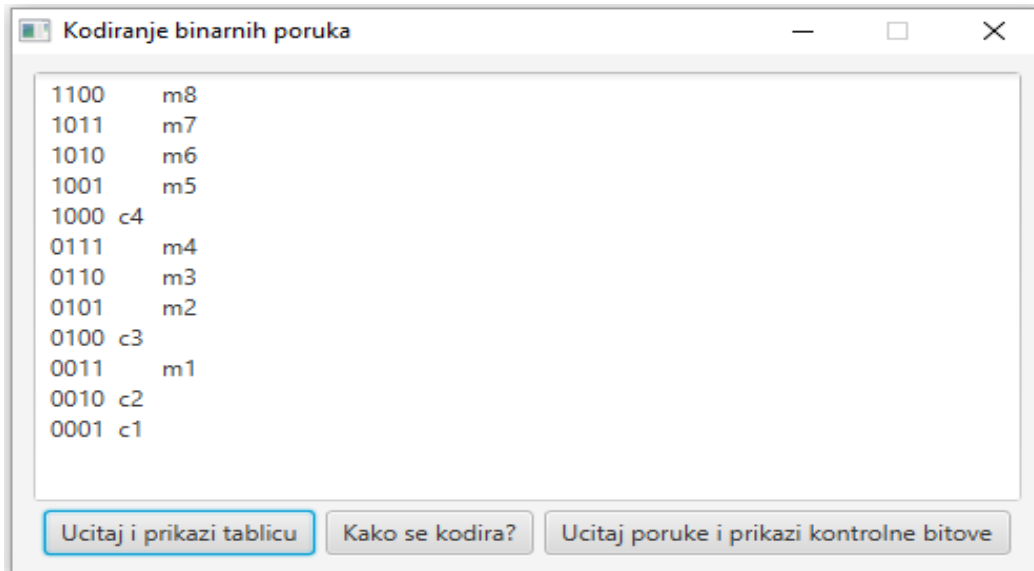 Kodiranje binarnih poruka
1100 m8
1011 m7
1010 m6
1001 m5
1000 c4
0111 m4
0110 m3
0101 m2
0100 c3
0011 m1
0010 c2
0001 c1
Ucitaj i prikazi tablicu Kako se kodira? Ucitaj poruke i prikazi kontrolne bitove